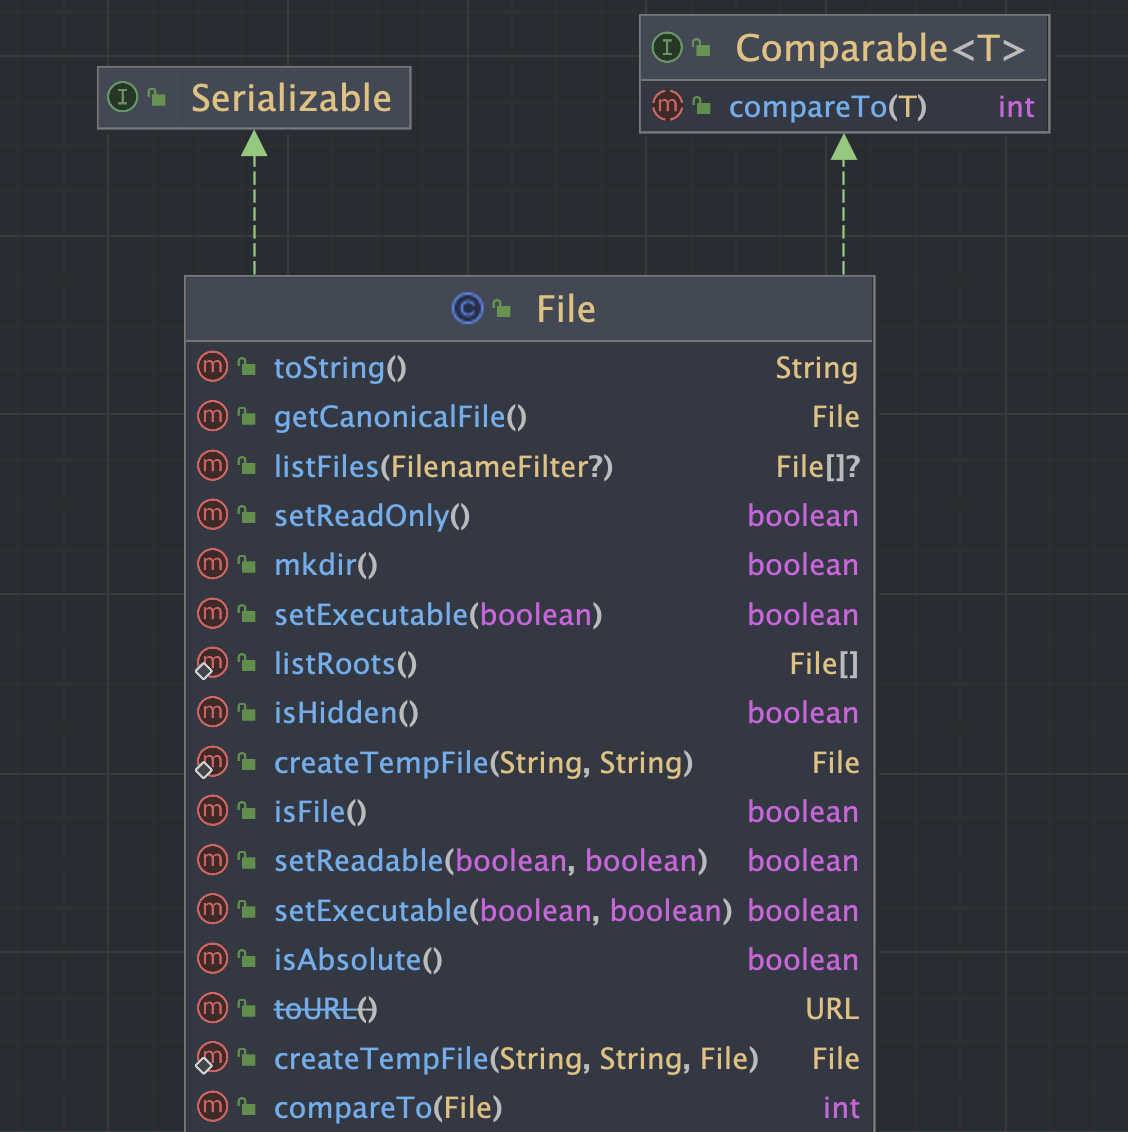 Serializable
Comparable<T>
compareTo(T) int
File
toString() String
getCanonicalFile() File
listFiles(FilenameFilter?) File[]?
setReadOnly() boolean
mkdir() boolean
setExecutable(boolean) boolean
listRoots() File[]
isHidden() boolean
createTempFile(String, String) File
isFile() boolean
setReadable(boolean, boolean) boolean
setExecutable(boolean, boolean) boolean
isAbsolute() boolean
toURL() URL
createTempFile(String, String, File) File
compareTo(File) int